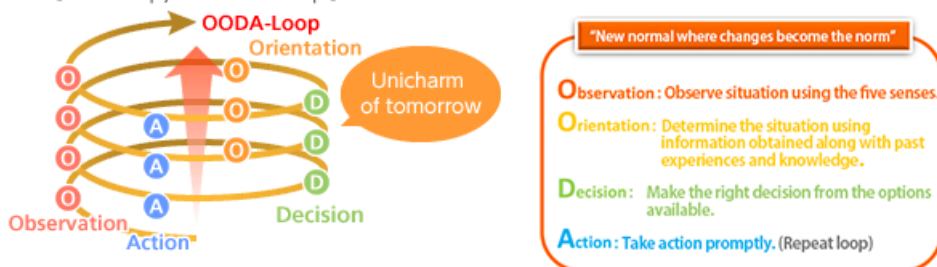 OODA-Loop
Orientation
O
O
D
Unicharm
of tomorrow
O
A
O
D
O
A
O
D
O
A
Observation
Decision
Action
"New normal where changes become the norm"
Observation : Observe situation using the five senses.
Orientation : Determine the situation using
information obtained along with past
experiences and knowledge.
Decision : Make the right decision from the options
available.
Action : Take action promptly. (Repeat loop)